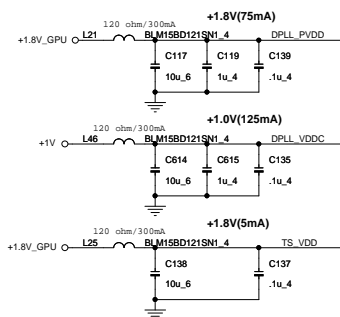 +1.8V(75mA)
120 ohm/300mA
+1.8V_GPU L21 BLM15BD121SN1_4 DPLL_PVDD
C117 C119 C139
10u_6 1u_4 .1u_4
+1.0V(125mA)
120 ohm/300mA
+1V L46 BLM15BD121SN1_4 DPLL_VDDC
C614 C615 C135
10u_6 1u_4 .1u_4
+1.8V(5mA)
120 ohm/300mA
+1.8V_GPU L25 BLM15BD121SN1_4 TS_VDD
C138 C137
10u_6 .1u_4